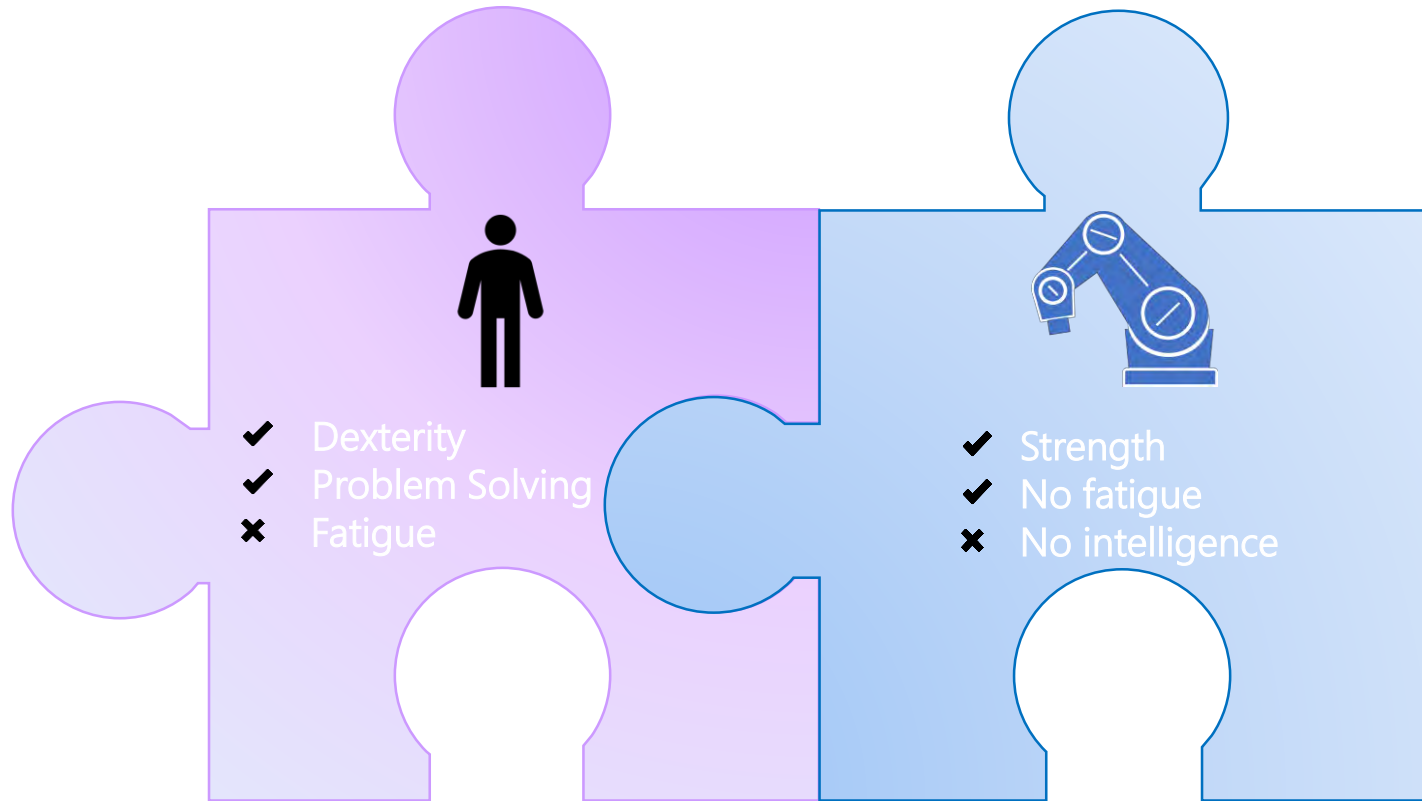 Dexterity
Problem Solving
Fatigue
Strength
No fatigue
No intelligence